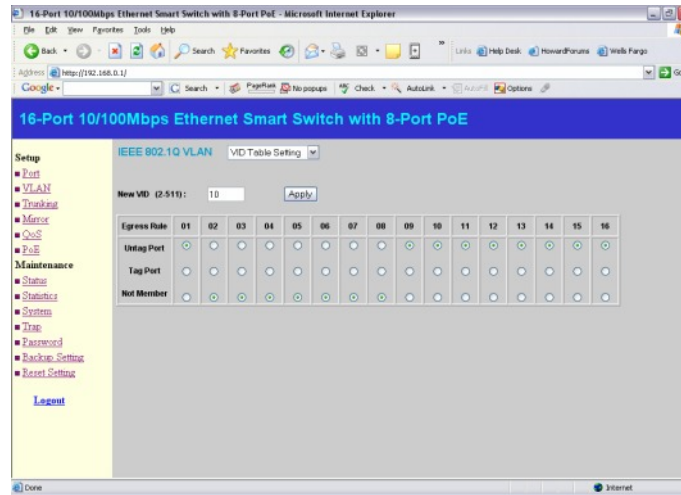 16-Port 10/100Mbps Ethernet Smart Switch with 8-Port PoE - Microsoft Internet Explorer
File Edit View Favorites Tools Help
Back Search Favorites Links Help Desk HowardForums Wells Fargo
Address http://192.168.0.1/ Go
Google Search PageRank No popups Check AutoLink AutoFill Options
16-Port 10/100Mbps Ethernet Smart Switch with 8-Port PoE
IEEE 802.1Q VLAN VID Table Setting
Setup
Port
VLAN
Trunking
Mirror
QoS
PoE
Maintenance
Status
Statistics
System
Trap
Password
Backup Setting
Reset Setting
Logout
New VID (2-511) : 10 Apply
Egress Rule 01 02 03 04 05 06 07 08 09 10 11 12 13 14 15 16
Untag Port
Tag Port
Not Member
Done Internet